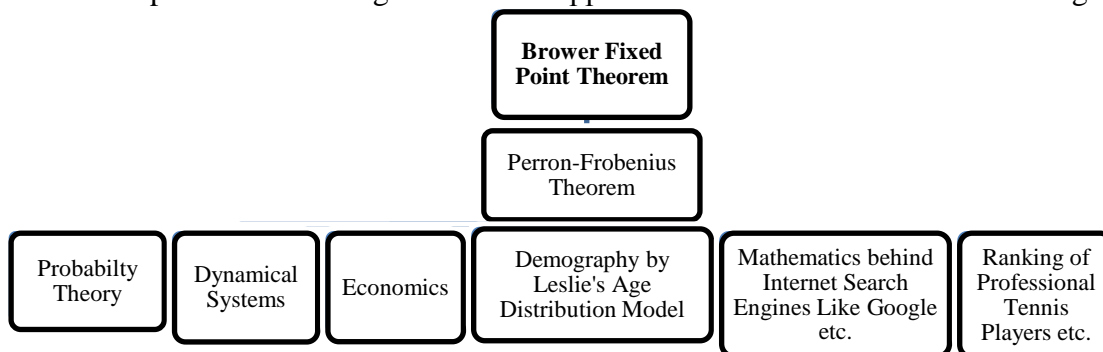 Brower Fixed
Point Theorem
Perron-Frobenius
Theorem
Probabilty
Theory
Dynamical
Systems
Economics
Demography by
Leslie's Age
Distribution Model
Mathematics behind
Internet Search
Engines Like Google
etc.
Ranking of
Professional
Tennis
Players etc.